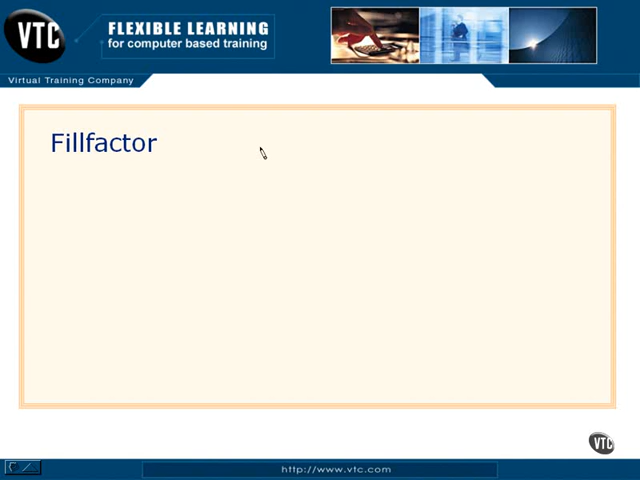 VTC
FLEXIBLE LEARNING
for computer based training
Virtual Training Company
Fillfactor
VTC
http://www.vtc.com